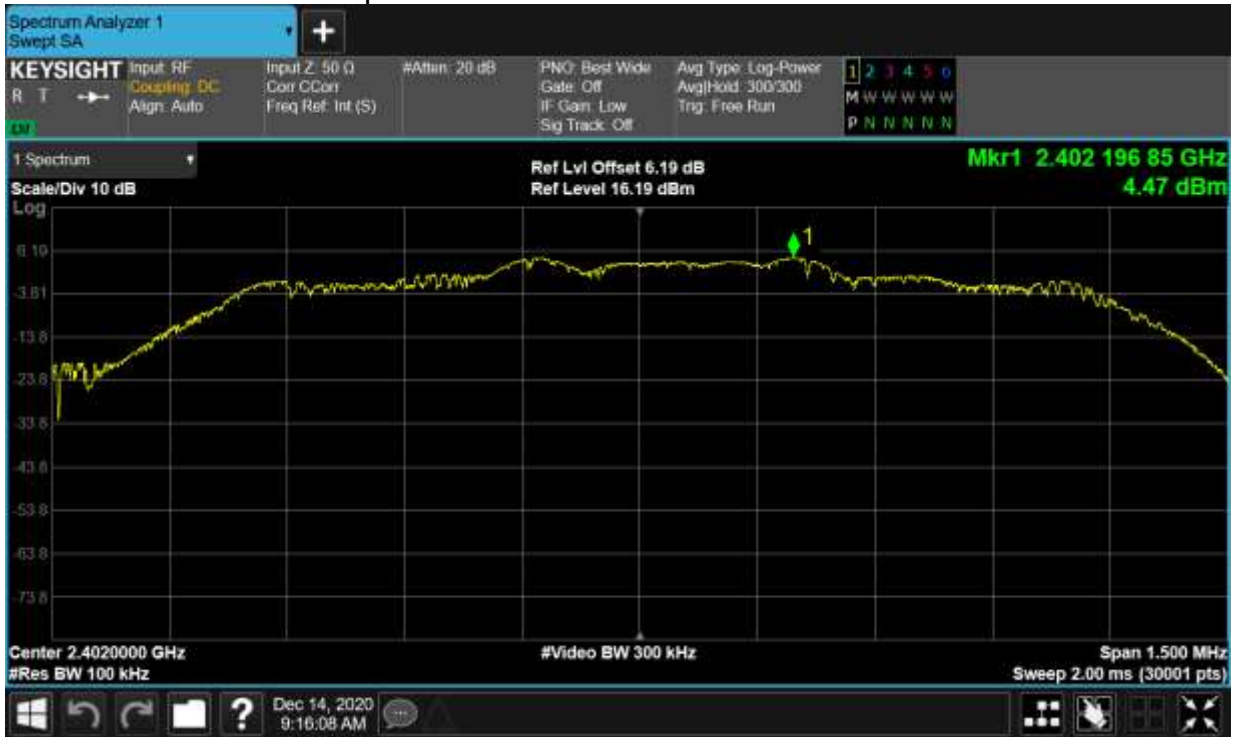 Spectrum Analyzer 1
Swept SA
+
KEYSIGHT
R T
Input: RF
Coupling: DC
Align: Auto
Input Z: 50 Ω
Corr CCorr
Freq Ref: Int (S)
#Atten: 20 dB
PNO: Best Wide
Gate: Off
IF Gain: Low
Sig Track: Off
Avg Type: Log-Power
Avg|Hold: 300/300
Trig: Free Run
1 2 3 4 5 6
M W W W W W
P N N N N N
1 Spectrum
Scale/Div 10 dB
Log
Ref Lvl Offset 6.19 dB
Ref Level 16.19 dBm
Mkr1 2.402 196 85 GHz
4.47 dBm
1
6.19
-3.81
-13.8
-23.8
-33.8
-43.8
-53.8
-63.8
-73.8
Center 2.4020000 GHz
#Res BW 100 kHz
#Video BW 300 kHz
Span 1.500 MHz
Sweep 2.00 ms (30001 pts)
?
Dec 14, 2020
9:16:08 AM